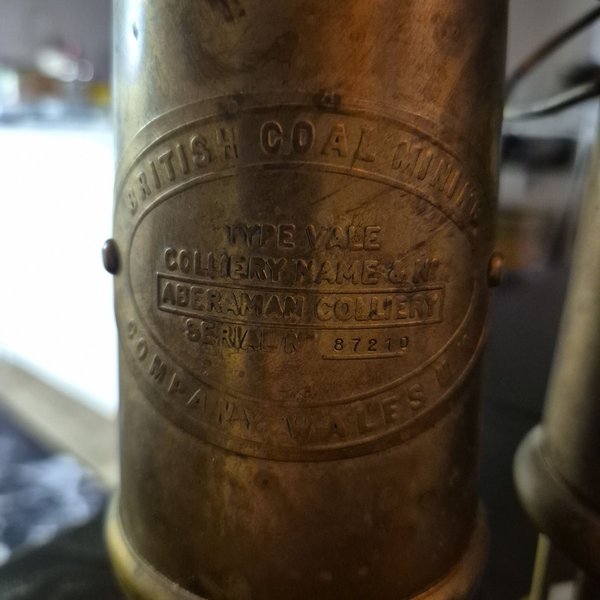 BRITISH COAL MINING
TYPE VALE
COLLIERY NAME & Nº
ABERAMAN COLLIERY
SERIAL Nº 87210
COMPANY WALES U